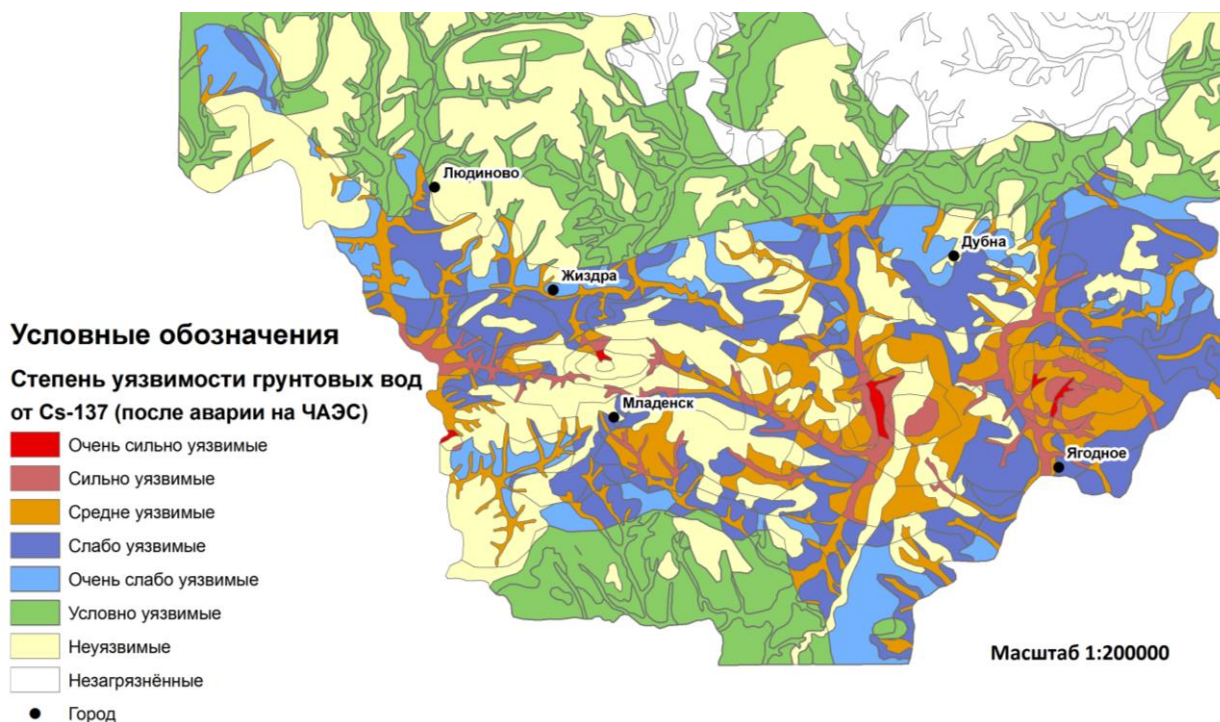 Людиново
Дубна
Жиздра
Младенск
Ягодное
Условные обозначения
Степень уязвимости грунтовых вод
от Cs-137 (после аварии на ЧАЭС)
Очень сильно уязвимые
Сильно уязвимые
Средне уязвимые
Слабо уязвимые
Очень слабо уязвимые
Условно уязвимые
Неуязвимые
Незагрязнённые
Город
Масштаб 1:200000